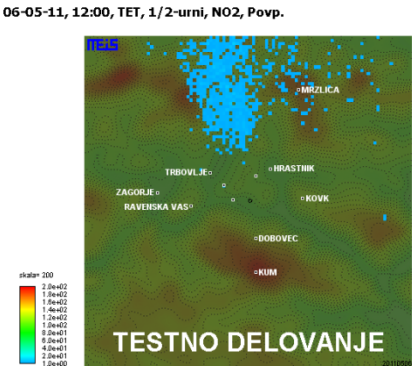 06-05-11, 12:00, TET, 1/2-urni, NO2, Povp.
MEIS
MRZLICA
TRBOVLJE
HRASTNIK
ZAGORJE
RAVENSKA VAS
KOVK
DOBOVEC
KUM
skala= 200
2.0e+02
1.8e+02
1.6e+02
1.4e+02
1.2e+02
1.0e+02
8.0e+01
6.0e+01
4.0e+01
2.0e+01
1.0e+00
TESTNO DELOVANJE
20110506